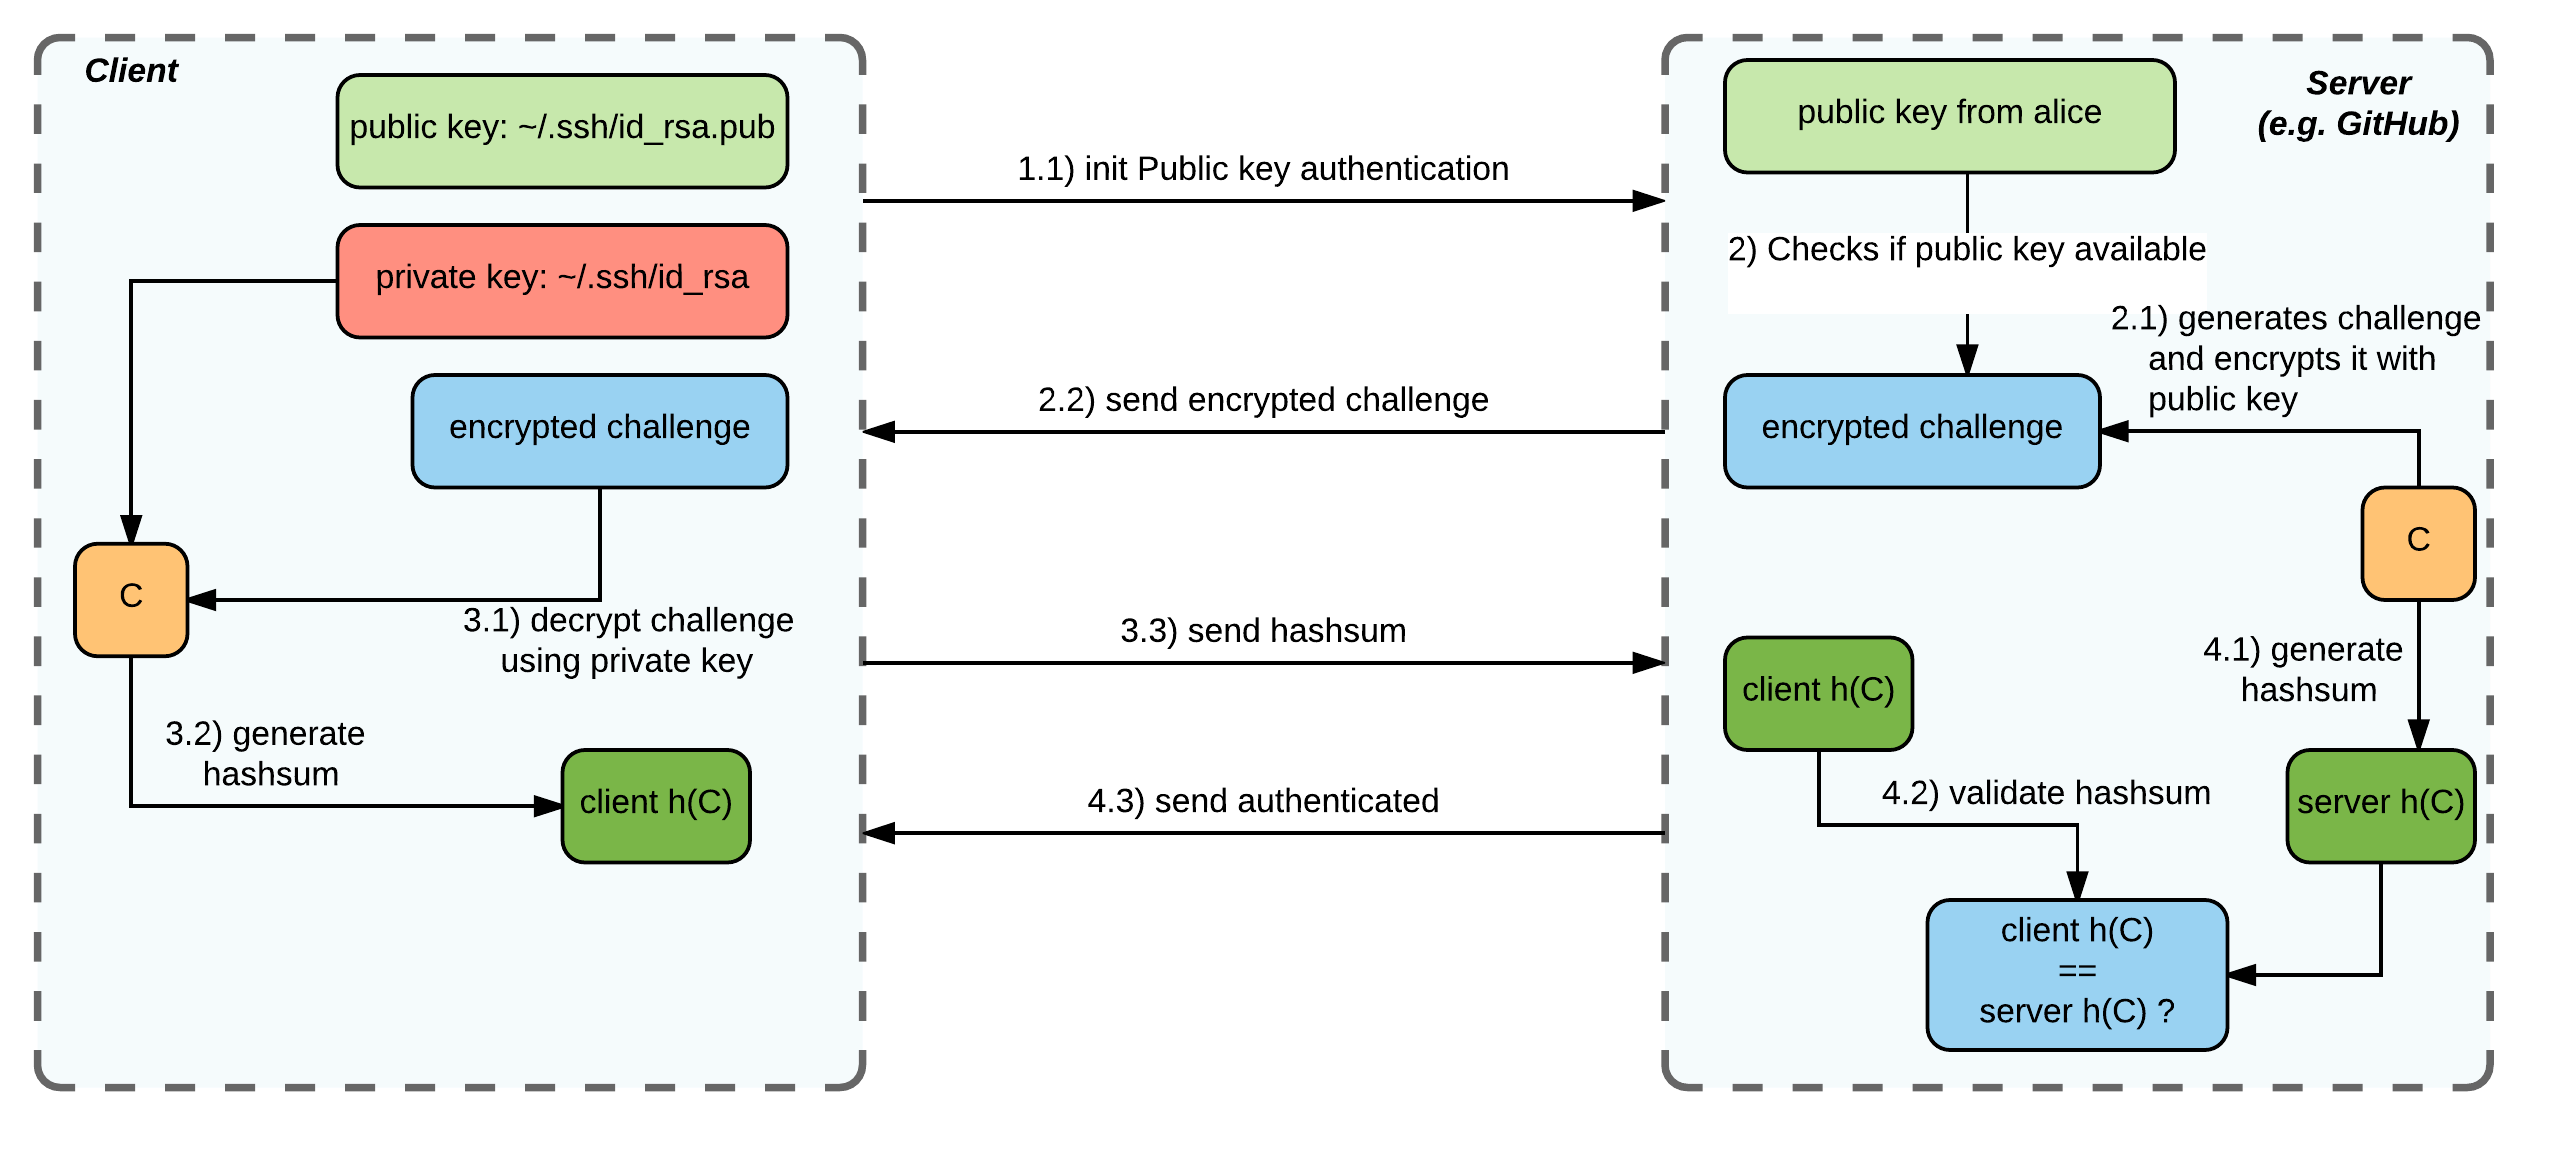 Client
public key: ~/.ssh/id_rsa.pub
private key: ~/.ssh/id_rsa
encrypted challenge
C
3.1) decrypt challenge
using private key
3.2) generate
hashsum
client h(C)
1.1) init Public key authentication
2.2) send encrypted challenge
3.3) send hashsum
4.3) send authenticated
Server
(e.g. GitHub)
public key from alice
2) Checks if public key available
2.1) generates challenge
and encrypts it with
public key
encrypted challenge
C
4.1) generate
hashsum
client h(C)
4.2) validate hashsum
server h(C)
client h(C)
==
server h(C) ?